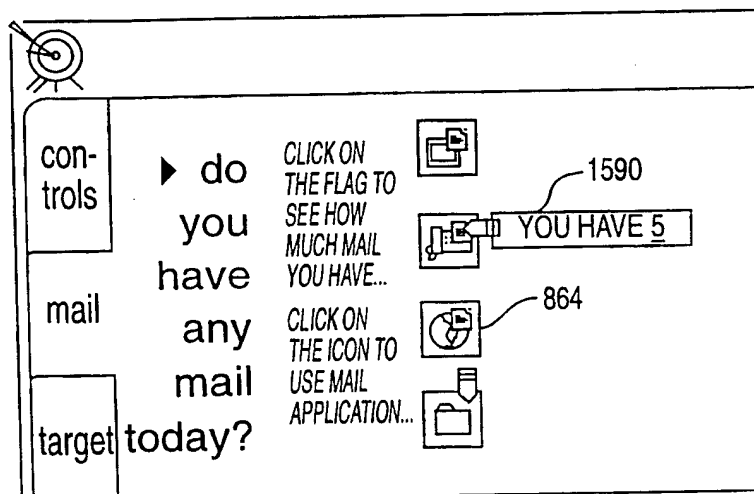 con-
trols
mail
target
▶ do
you
have
any
mail
today?
CLICK ON
THE FLAG TO
SEE HOW
MUCH MAIL
YOU HAVE...
CLICK ON
THE ICON TO
USE MAIL
APPLICATION...
1590
YOU HAVE 5
864